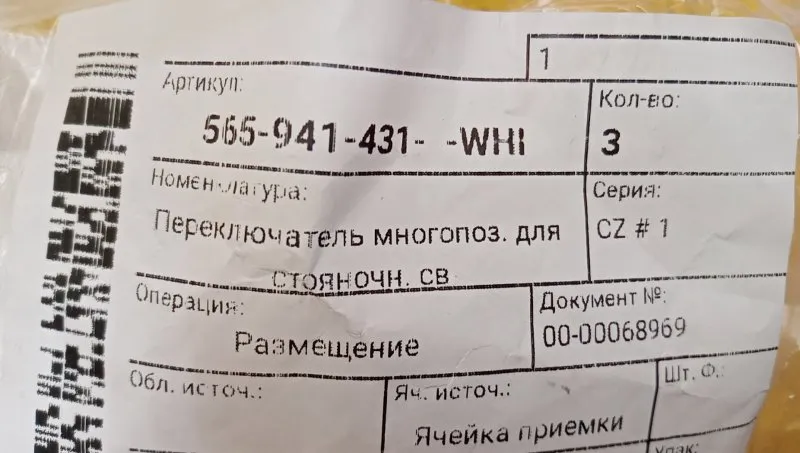 1
Артикул:
565-941-431- -WHI
Кол-во:
3
Номенклатура:
Переключатель многопоз. для
стояночн. св
Серия:
CZ # 1
Операция:
Размещение
Документ №:
00-00068969
Обл. источ.:
Яч. источ.:
Ячейка приемки
Шт. Ф.:
Упак: